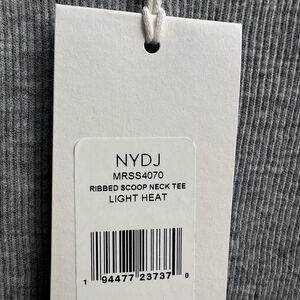 NYDJ
MRSS4070
RIBBED SCOOP NECK TEE
LIGHT HEAT
1 94477 23737 0